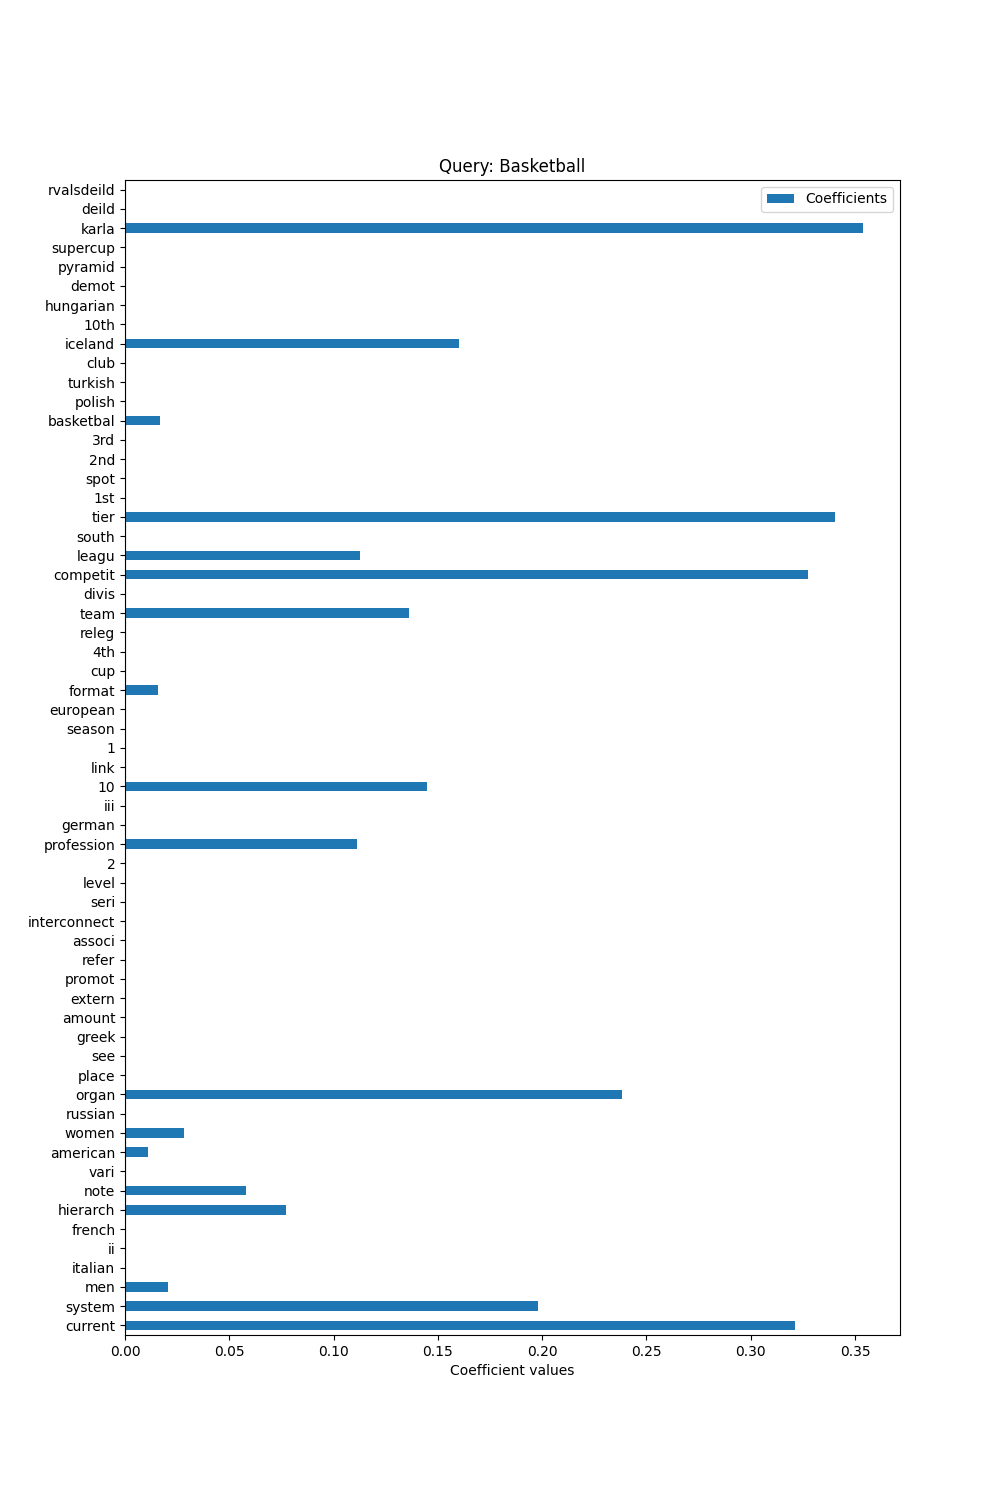 Query: Basketball
Coefficients
rvalsdeild
deild
karla
supercup
pyramid
demot
hungarian
10th
iceland
club
turkish
polish
basketbal
3rd
2nd
spot
1st
tier
south
leagu
competit
divis
team
releg
4th
cup
format
european
season
1
link
10
iii
german
profession
2
level
seri
interconnect
associ
refer
promot
extern
amount
greek
see
place
organ
russian
women
american
vari
note
hierarch
french
ii
italian
men
system
current
0.00 0.05 0.10 0.15 0.20 0.25 0.30 0.35
Coefficient values